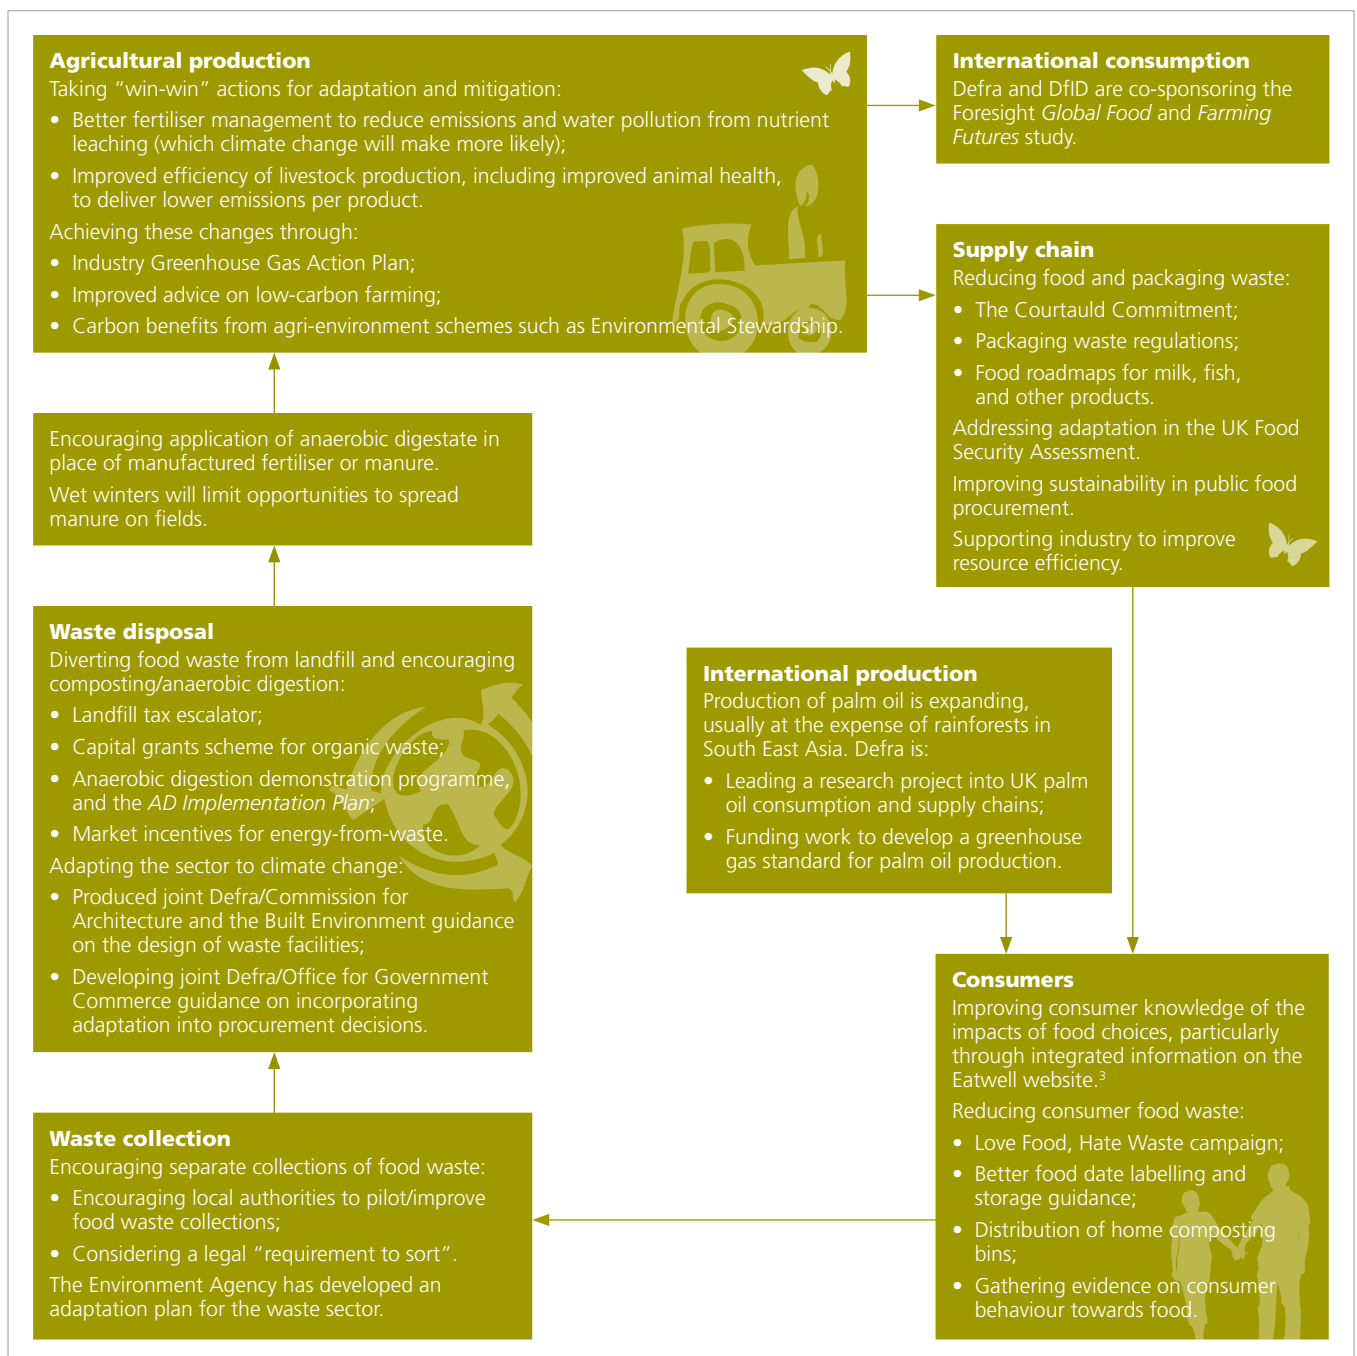 Agricultural production
Taking “win-win” actions for adaptation and mitigation:
• Better fertiliser management to reduce emissions and water pollution from nutrient
leaching (which climate change will make more likely);
• Improved efficiency of livestock production, including improved animal health,
to deliver lower emissions per product.
Achieving these changes through:
• Industry Greenhouse Gas Action Plan;
• Improved advice on low-carbon farming;
• Carbon benefits from agri-environment schemes such as Environmental Stewardship.
International consumption
Defra and DfID are co-sponsoring the
Foresight Global Food and Farming
Futures study.
Supply chain
Reducing food and packaging waste:
• The Courtauld Commitment;
• Packaging waste regulations;
• Food roadmaps for milk, fish,
and other products.
Addressing adaptation in the UK Food
Security Assessment.
Improving sustainability in public food
procurement.
Supporting industry to improve
resource efficiency.
Encouraging application of anaerobic digestate in
place of manufactured fertiliser or manure.
Wet winters will limit opportunities to spread
manure on fields.
Waste disposal
Diverting food waste from landfill and encouraging
composting/anaerobic digestion:
• Landfill tax escalator;
• Capital grants scheme for organic waste;
• Anaerobic digestion demonstration programme,
and the AD Implementation Plan;
• Market incentives for energy-from-waste.
Adapting the sector to climate change:
• Produced joint Defra/Commission for
Architecture and the Built Environment guidance
on the design of waste facilities;
• Developing joint Defra/Office for Government
Commerce guidance on incorporating
adaptation into procurement decisions.
International production
Production of palm oil is expanding,
usually at the expense of rainforests in
South East Asia. Defra is:
• Leading a research project into UK palm
oil consumption and supply chains;
• Funding work to develop a greenhouse
gas standard for palm oil production.
Consumers
Improving consumer knowledge of the
impacts of food choices, particularly
through integrated information on the
Eatwell website.³
Reducing consumer food waste:
• Love Food, Hate Waste campaign;
• Better food date labelling and
storage guidance;
• Distribution of home composting
bins;
• Gathering evidence on consumer
behaviour towards food.
Waste collection
Encouraging separate collections of food waste:
• Encouraging local authorities to pilot/improve
food waste collections;
• Considering a legal “requirement to sort”.
The Environment Agency has developed an
adaptation plan for the waste sector.